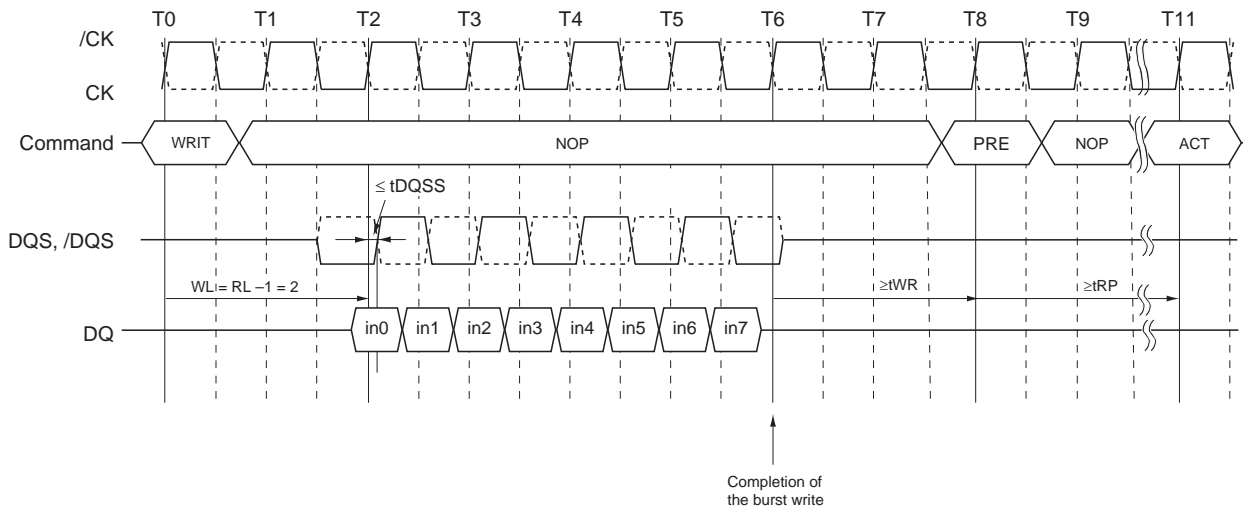 T0 T1 T2 T3 T4 T5 T6 T7 T8 T9 T11
/CK
CK
Command WRIT NOP PRE NOP ACT
≤ tDQSS
DQS, /DQS
WL = RL –1 = 2 ≥tWR ≥tRP
DQ in0 in1 in2 in3 in4 in5 in6 in7
Completion of
the burst write